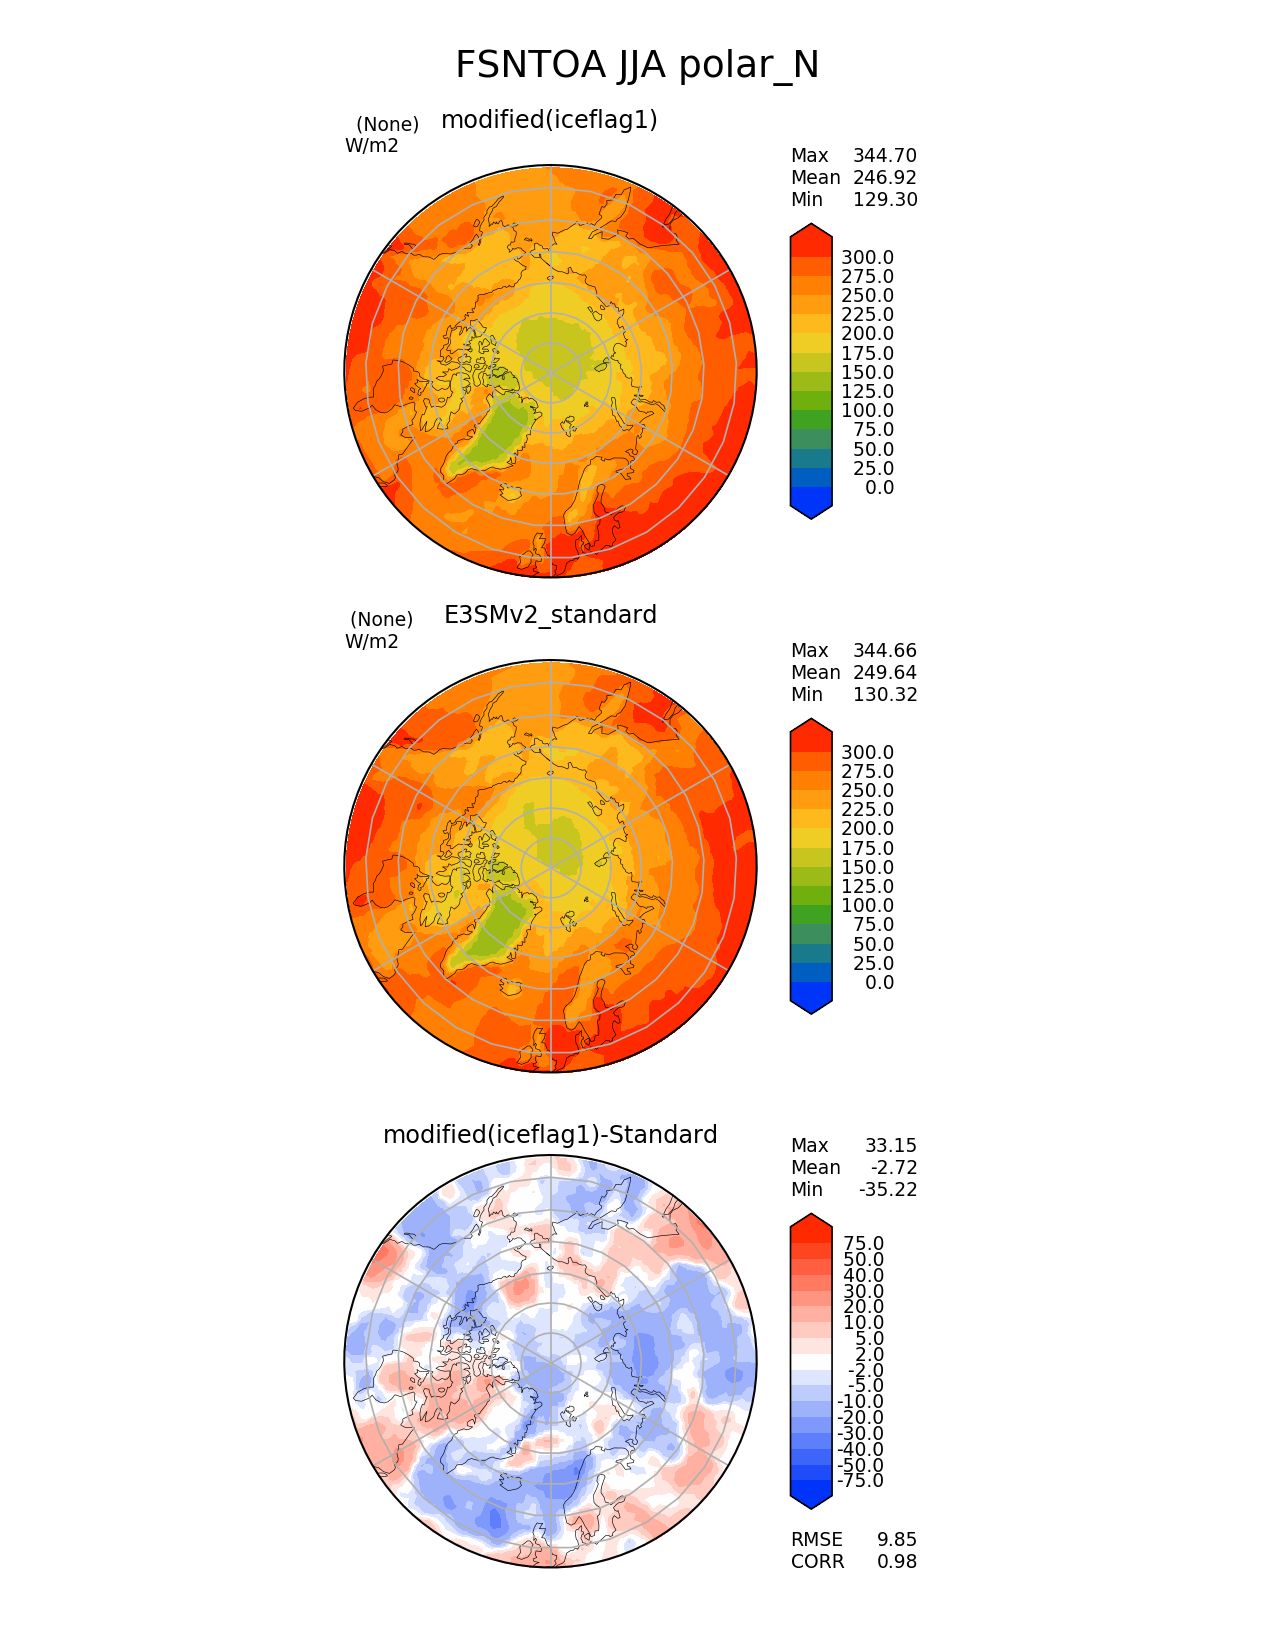 FSNTOA JJA polar_N
(None) modified(iceflag1)
W/m2
Max 344.70
Mean 246.92
Min 129.30
300.0
275.0
250.0
225.0
200.0
175.0
150.0
125.0
100.0
75.0
50.0
25.0
0.0
(None) E3SMv2_standard
W/m2
Max 344.66
Mean 249.64
Min 130.32
300.0
275.0
250.0
225.0
200.0
175.0
150.0
125.0
100.0
75.0
50.0
25.0
0.0
modified(iceflag1)-Standard
Max 33.15
Mean -2.72
Min -35.22
75.0
50.0
40.0
30.0
20.0
10.0
5.0
2.0
-2.0
-5.0
-10.0
-20.0
-30.0
-40.0
-50.0
-75.0
RMSE 9.85
CORR 0.98